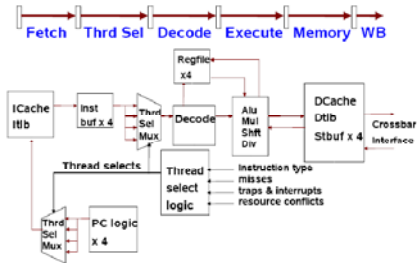 Fetch Thrd Sel Decode Execute Memory WB
Regfile
x4
ICache
Itlb
Inst
buf x 4
Thrd
Sel
Mux
Decode
Alu
Mul
Shft
Div
DCache
Dtlb
Stbuf x 4
Crossbar
Interface
Thread selects
Thread
select
logic
Instruction type
misses
traps & interrupts
resource conflicts
Thrd
Sel
Mux
PC logic
x 4